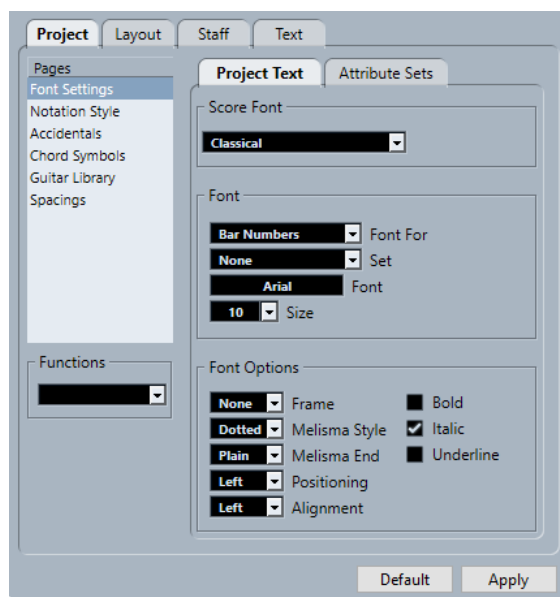 Project Layout Staff Text
Pages
Font Settings
Notation Style
Accidentals
Chord Symbols
Guitar Library
Spacings
Functions
Project Text Attribute Sets
Score Font
Classical
Font
Bar Numbers Font For
None Set
Arial Font
10 Size
Font Options
None Frame Bold
Dotted Melisma Style Italic
Plain Melisma End Underline
Left Positioning
Left Alignment
Default Apply